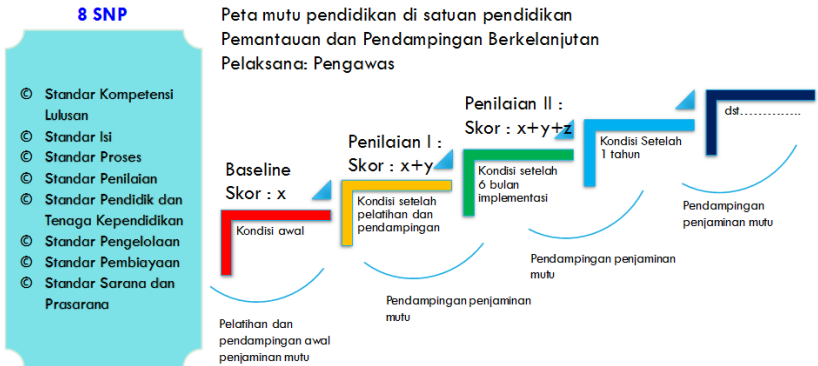 8 SNP
© Standar Kompetensi
Lulusan
© Standar Isi
© Standar Proses
© Standar Penilaian
© Standar Pendidik dan
Tenaga Kependidikan
© Standar Pengelolaan
© Standar Pembiayaan
© Standar Sarana dan
Prasarana
Peta mutu pendidikan di satuan pendidikan
Pemantauan dan Pendampingan Berkelanjutan
Pelaksana: Pengawas
Baseline
Skor : x
Kondisi awal
Pelatihan dan
pendampingan awal
penjaminan mutu
Penilaian I :
Skor : x+y
Kondisi setelah
pelatihan dan
pendampingan
Pendampingan penjaminan
mutu
Penilaian II :
Skor : x+y+z
Kondisi setelah
6 bulan
implementasi
Pendampingan penjaminan
mutu
Kondisi Setelah
1 tahun
Pendampingan
penjaminan mutu
dst...............